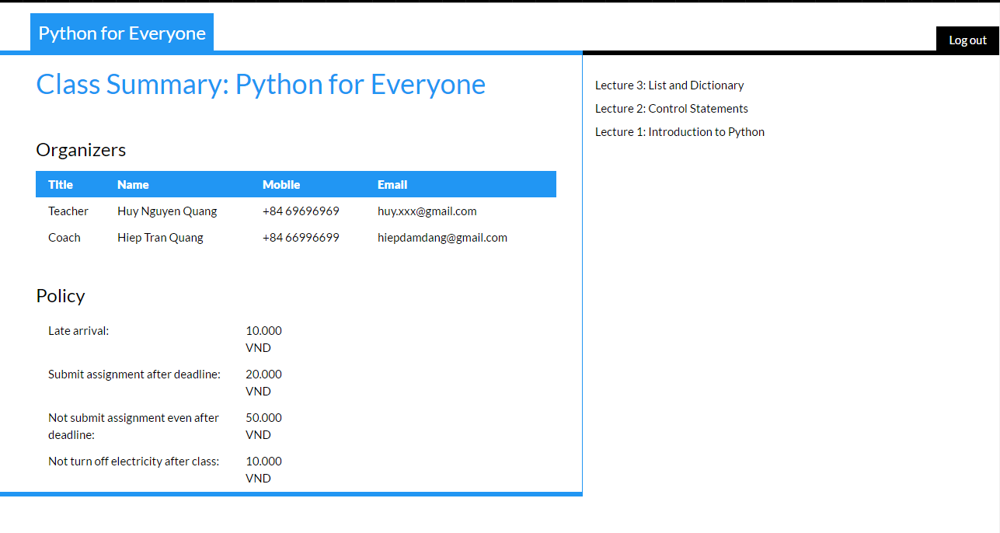 Python for Everyone
Log out
Class Summary: Python for Everyone
Organizers
Title Name Mobile Email
Teacher Huy Nguyen Quang +84 69696969 huy.xxx@gmail.com
Coach Hiep Tran Quang +84 66996699 hiepdamdang@gmail.com
Policy
Late arrival: 10.000
VND
Submit assignment after deadline: 20.000
VND
Not submit assignment even after 50.000
deadline: VND
Not turn off electricity after class: 10.000
VND
Lecture 3: List and Dictionary
Lecture 2: Control Statements
Lecture 1: Introduction to Python